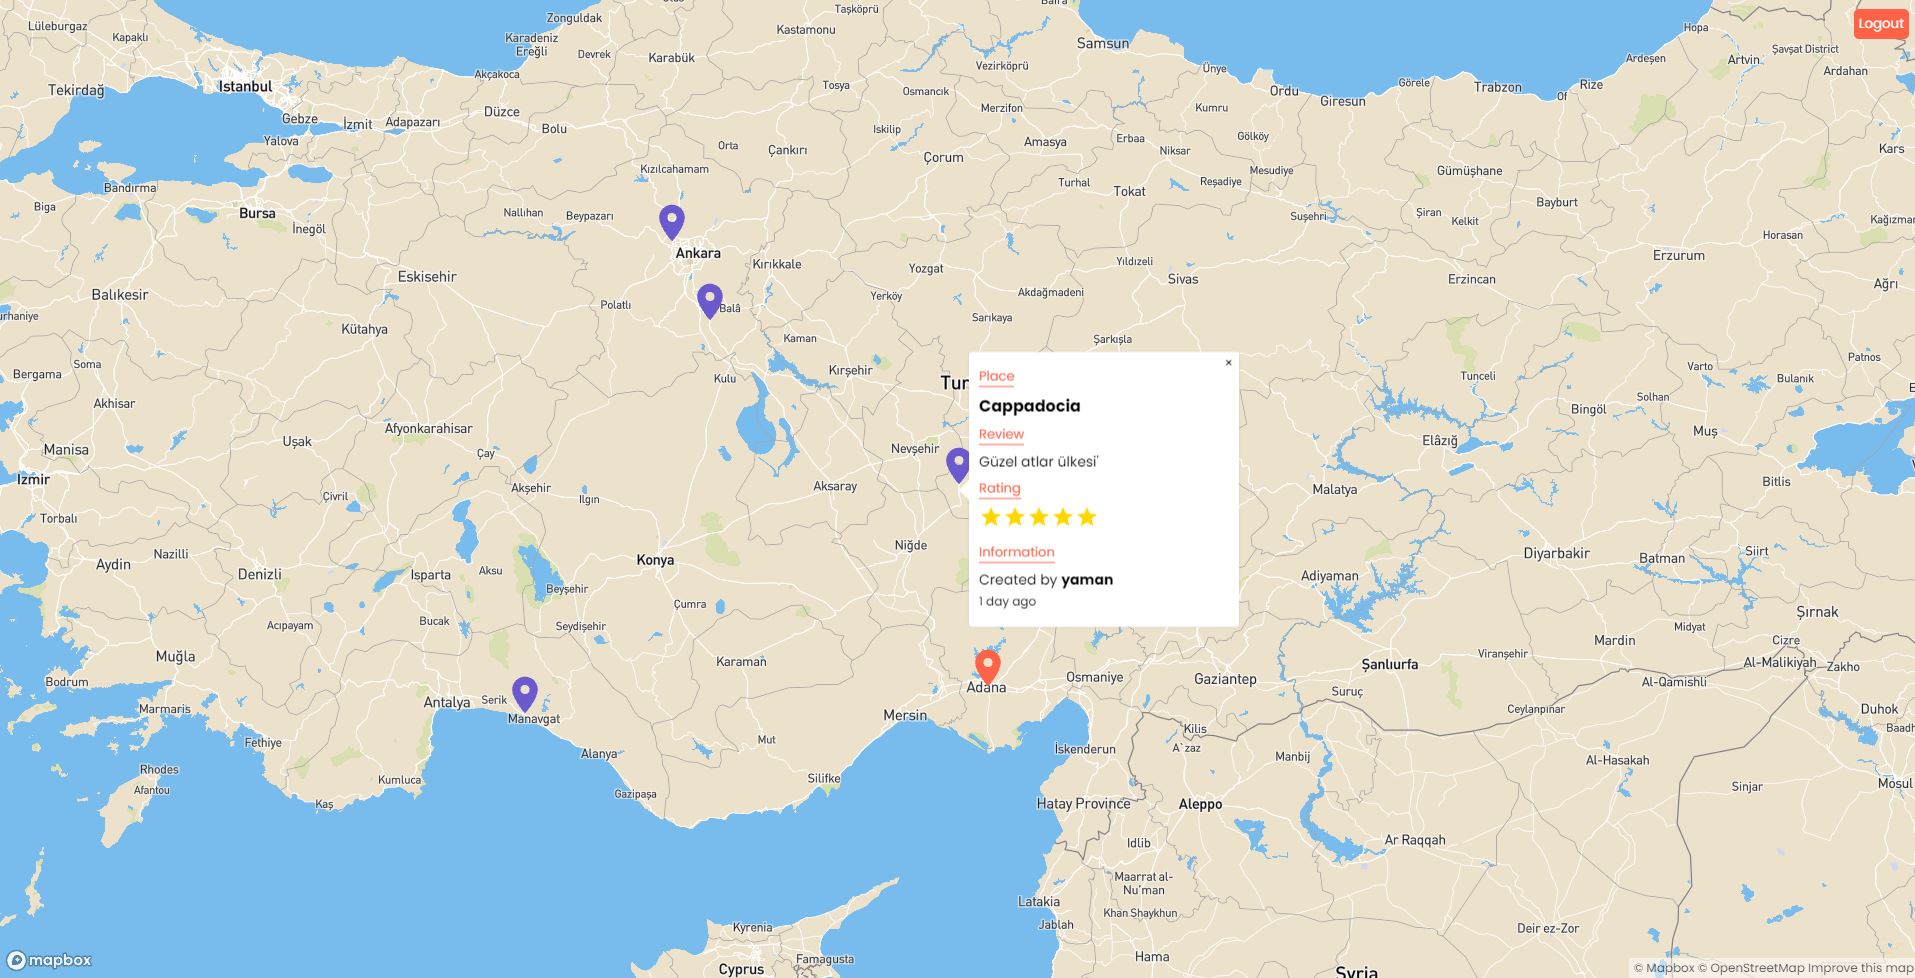 Zonguldak
Taşköprü
Bafra
Lüleburgaz
Kapaklı
Karadeniz
Ereğli
Devrek
Karabük
Kastamonu
Samsun
Hopa
Logout
Şavşat District
Artvin
Ardahan
Ardeşen
Tekirdağ
Istanbul
Akçakoca
Vezirköprü
Ünye
Ordu
Giresun
Görele
Trabzon
Of
Rize
Tosya
Osmancık
Merzifon
Kumru
Gebze
İzmit
Adapazarı
Düzce
Bolu
Yalova
Orta
Çankırı
Iskilip
Çorum
Amasya
Erbaa
Niksar
Gölköy
Mesudiye
Kars
Kızılcahamam
Turhal
Tokat
Reşadiye
Gümüşhane
Bandırma
Biga
Bursa
İnegöl
Nallıhan
Beypazarı
Suşehri
Şiran
Kelkit
Bayburt
Kağızman
Horasan
Ankara
Kırıkkale
Yozgat
Yıldızeli
Sivas
Erzincan
Erzurum
Ağrı
Balıkesir
Eskisehir
Polatlı
Balâ
Yerköy
Akdağmadeni
Sarıkaya
urhaniye
Kütahya
Kaman
Şarkışla
Soma
Bergama
Akhisar
Kulu
Kırşehir
Tur
Tunceli
Varto
Patnos
Bulanık
Solhan
Bingöl
Muş
Elâzığ
Place
Cappadocia
Review
Güzel atlar ülkesi'
Rating
Information
Created by yaman
1 day ago
×
Manisa
Uşak
Afyonkarahisar
Çay
Akşehir
Ilgın
Nevşehir
Aksaray
Izmir
Çivril
Torbalı
Malatya
Bitlis
Aydin
Nazilli
Denizli
Isparta
Aksu
Beyşehir
Konya
Niğde
Diyarbakir
Batman
Siirt
Adiyaman
Çumra
Seydişehir
Bucak
Acıpayam
Şırnak
Midyat
Mardin
Cizre
Muğla
Bodrum
Karaman
Şanlıurfa
Viranşehir
Al-Malikiyah
Zakho
Adana
Osmaniye
Gaziantep
Suruç
Al-Qamishli
Ceylanpınar
Duhok
Baadh
Antalya
Serik
Manavgat
Marmaris
Fethiye
Mersin
Mut
Alanya
Kilis
A`zaz
İskenderun
Manbij
Al-Hasakah
Sinjar
Mosul
Rhodes
Afantou
Kumluca
Kaş
Gazipaşa
Silifke
Hatay Province
Aleppo
Ar Raqqah
Idlib
Maarrat al-
Nu'man
Latakia
Khan Shaykhun
Jablah
Deir ez-Zor
Hama
Kyrenia
Famagusta
Cyprus
Syria
mapbox
© Mapbox © OpenStreetMap Improve this map